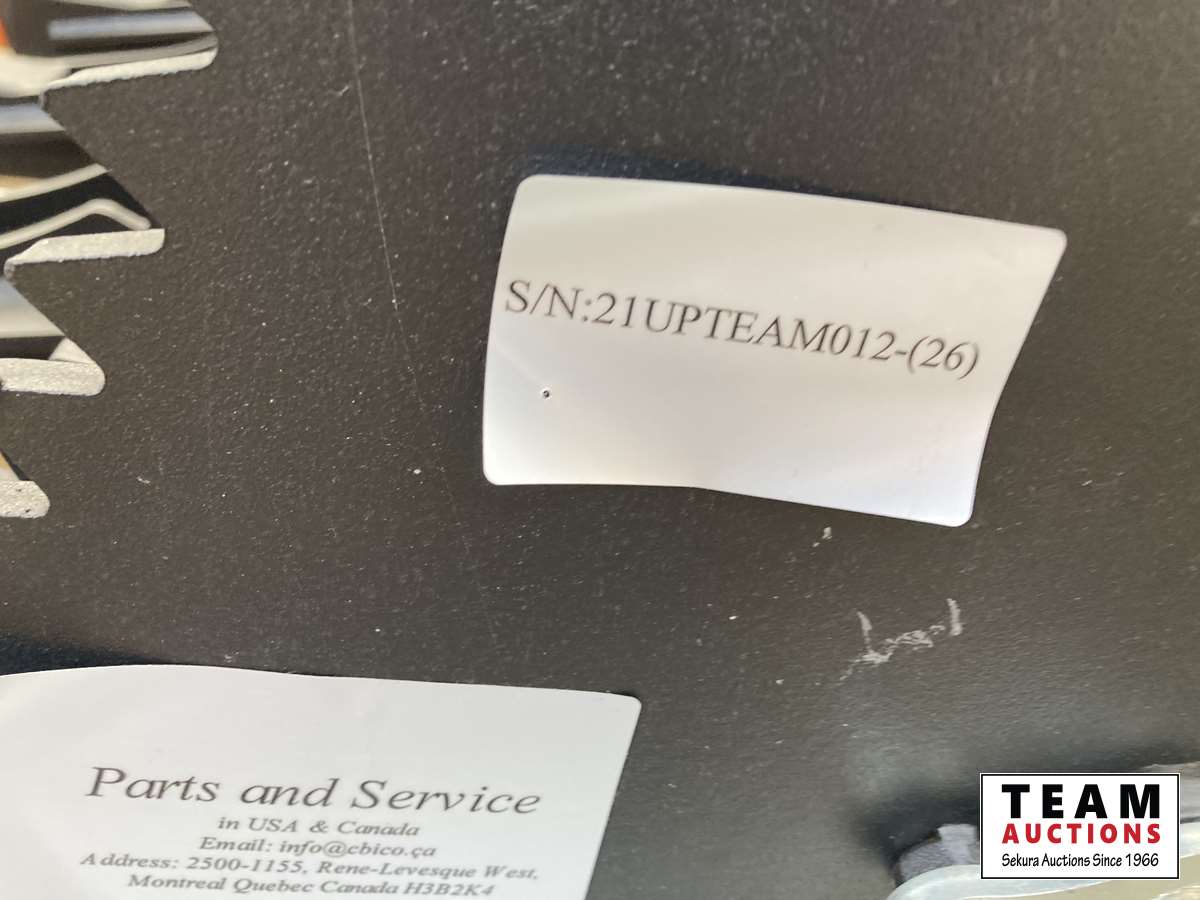 S/N:21UPTEAM012-(26)
Parts and Service
in USA & Canada
Email: info@cbico.ca
Address: 2500-1155, Rene-Levesque West,
Montreal Quebec Canada H3B2K4
TEAM
AUCTIONS
Sekura Auctions Since 1966